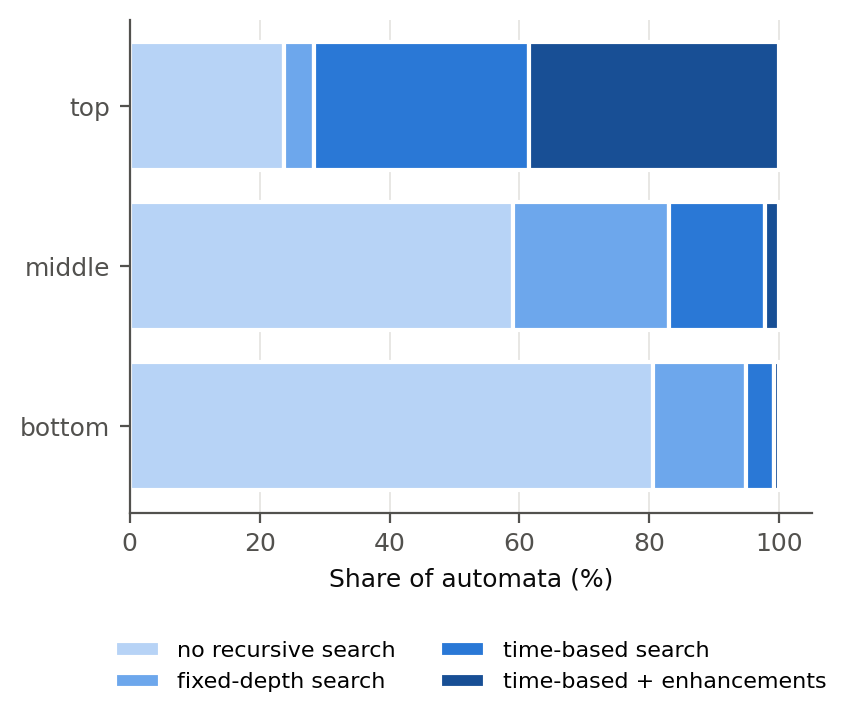 top
middle
bottom
0 20 40 60 80 100
Share of automata (%)
no recursive search
fixed-depth search
time-based search
time-based + enhancements